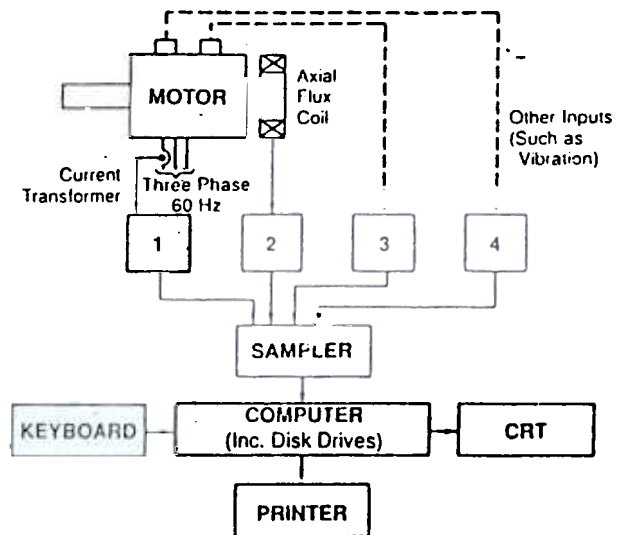 MOTOR
Axial
Flux
Coil
Other Inputs
(Such as
Vibration)
Current
Transformer
Three Phase
60 Hz
1
2
3
4
SAMPLER
KEYBOARD
COMPUTER
(Inc. Disk Drives)
CRT
PRINTER